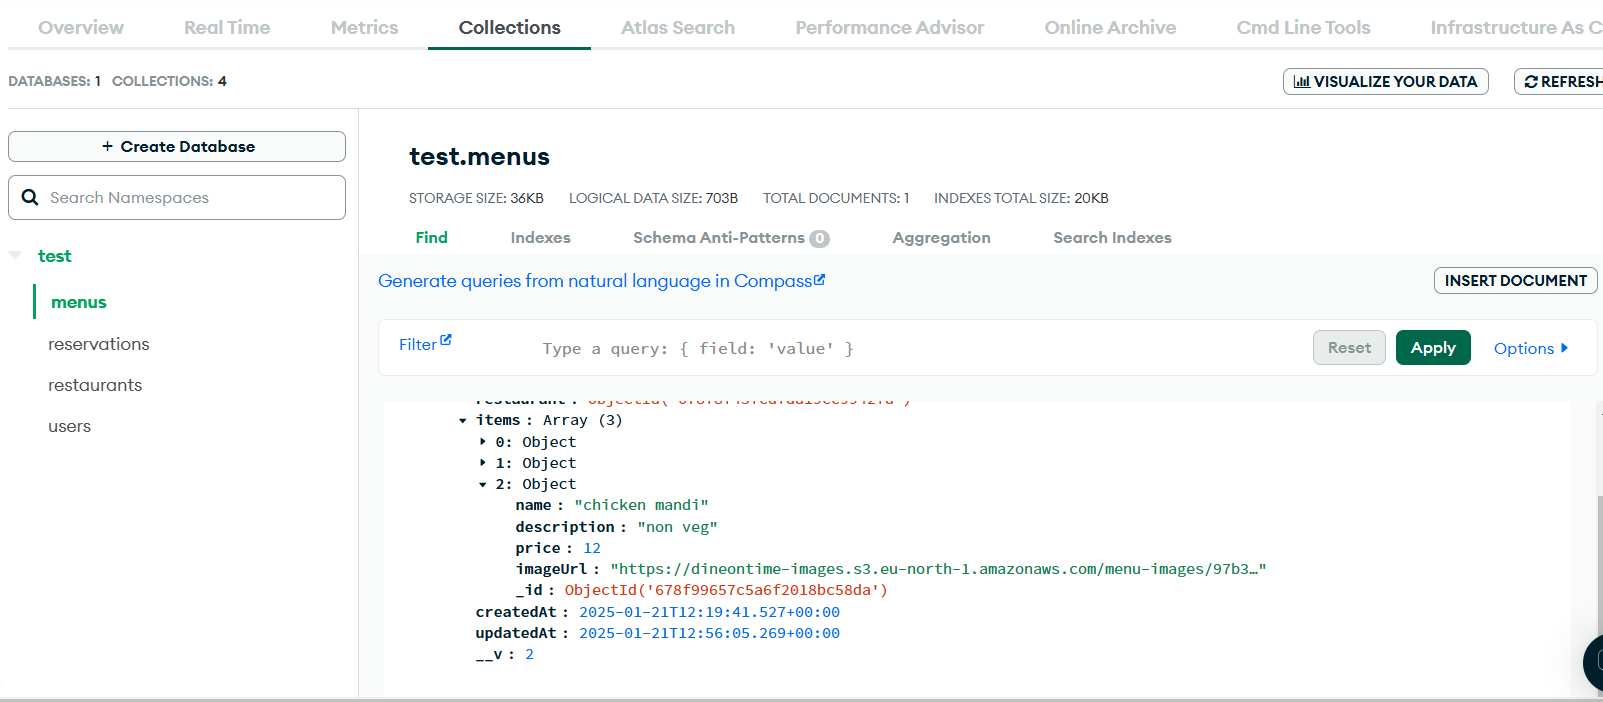 Overview Real Time Metrics Collections Atlas Search Performance Advisor Online Archive Cmd Line Tools Infrastructure As C
DATABASES: 1 COLLECTIONS: 4
VISUALIZE YOUR DATA
REFRESH
+ Create Database
Search Namespaces
test
menus
reservations
restaurants
users
test.menus
STORAGE SIZE: 36KB LOGICAL DATA SIZE: 703B TOTAL DOCUMENTS: 1 INDEXES TOTAL SIZE: 20KB
Find Indexes Schema Anti-Patterns 0 Aggregation Search Indexes
Generate queries from natural language in Compass
INSERT DOCUMENT
Filter
Type a query: { field: 'value' }
Reset Apply Options
items : Array (3)
0: Object
1: Object
2: Object
name : "chicken mandi"
description : "non veg"
price : 12
imageUrl : "https://dineontime-images.s3.eu-north-1.amazonaws.com/menu-images/97b3…"
_id : ObjectId('678f99657c5a6f2018bc58da')
createdAt : 2025-01-21T12:19:41.527+00:00
updatedAt : 2025-01-21T12:56:05.269+00:00
__v : 2